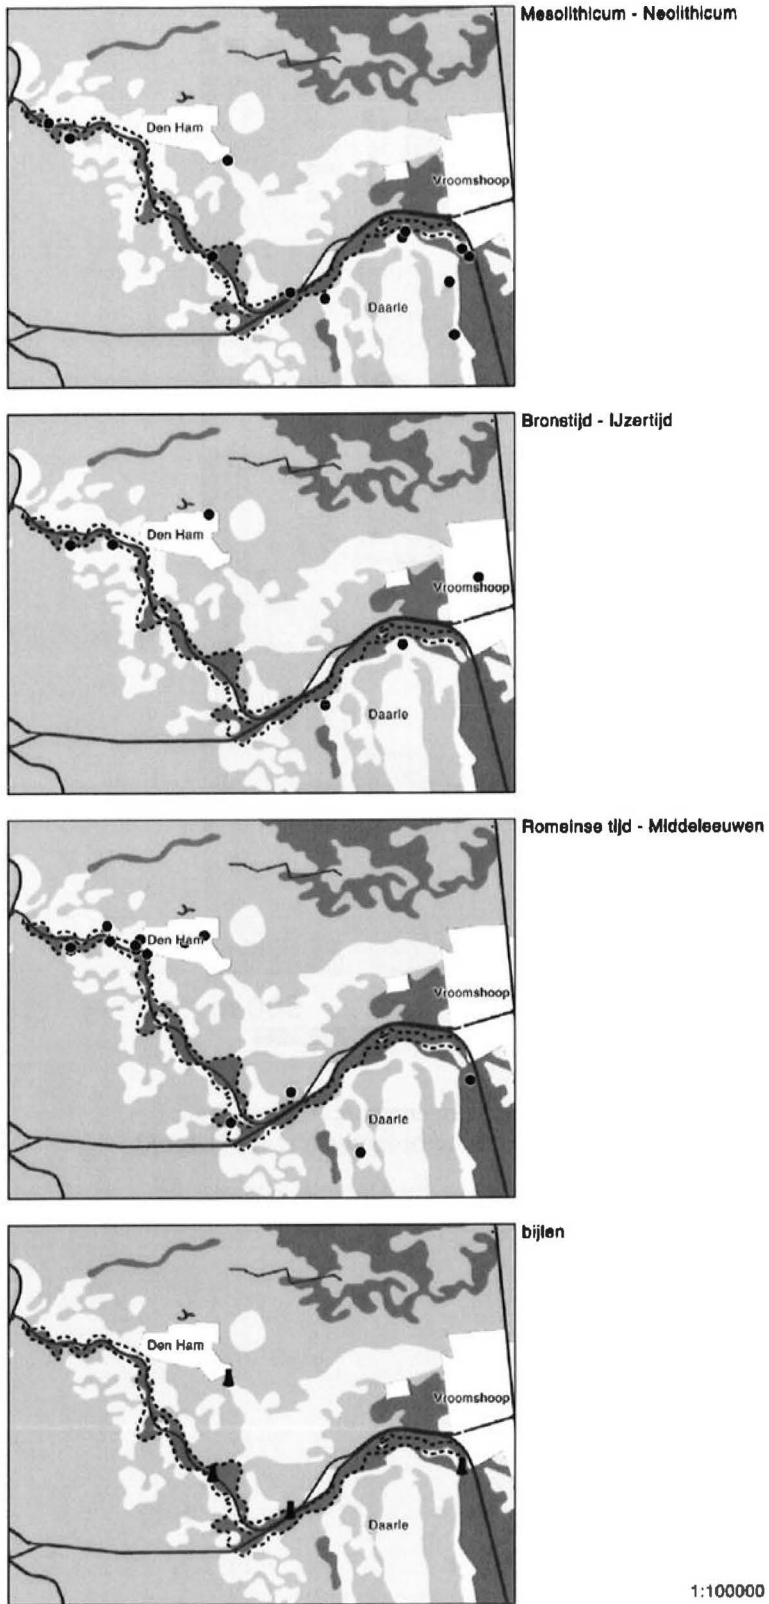 Mesolithicum - Neolithicum
Den Ham
Vroomshoop
Daarle
Bronstijd - IJzertijd
Den Ham
Vroomshoop
Daarle
Romeinse tijd - Middeleeuwen
Den Ham
Vroomshoop
Daarle
bijlen
Den Ham
Vroomshoop
Daarle
1:100000